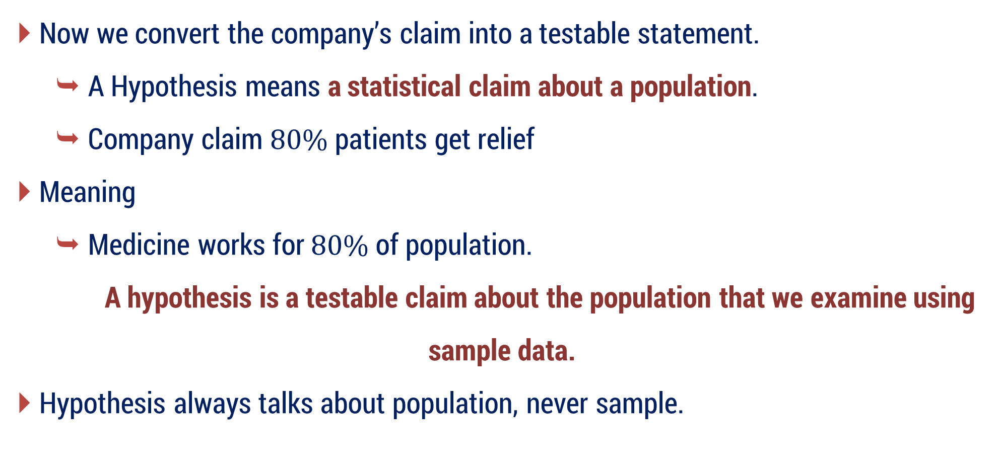 Now we convert the company’s claim into a testable statement.
A Hypothesis means a statistical claim about a population.
Company claim 80% patients get relief
Meaning
Medicine works for 80% of population.
A hypothesis is a testable claim about the population that we examine using
sample data.
Hypothesis always talks about population, never sample.